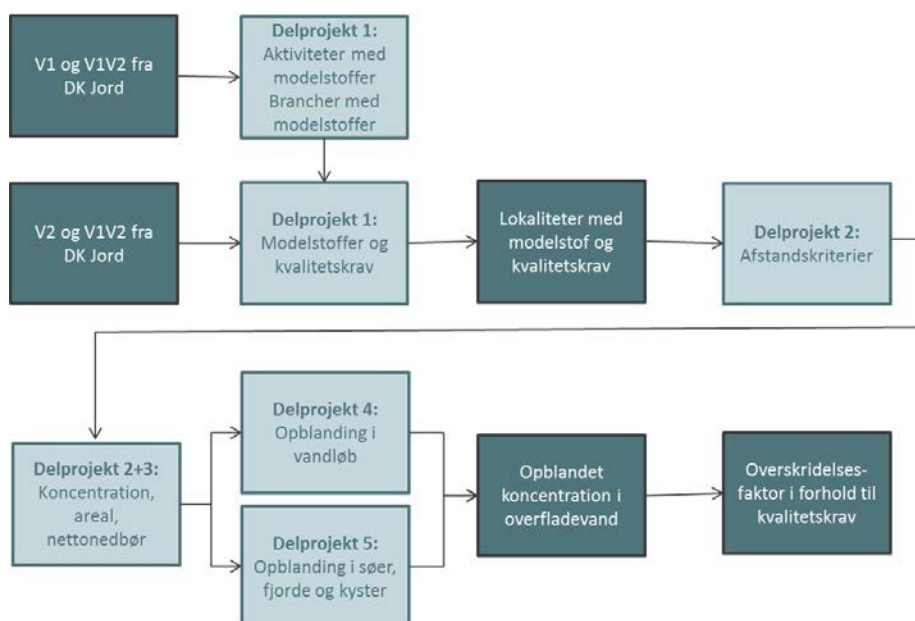 V1 og V1V2 fra
DK Jord
Delprojekt 1:
Aktiviteter med
modelstoffer
Brancher med
modelstoffer
V2 og V1V2 fra
DK Jord
Delprojekt 1:
Modelstoffer og
kvalitetskrav
Lokaliteter med
modelstof og
kvalitetskrav
Delprojekt 2:
Afstandskriterier
Delprojekt 2+3:
Koncentration,
areal,
nettonedbør
Delprojekt 4:
Opblanding i
vandløb
Delprojekt 5:
Opblanding i søer,
fjorde og kyster
Opblandet
koncentration i
overfladevand
Overskridelses-
faktor i forhold til
kvalitetskrav